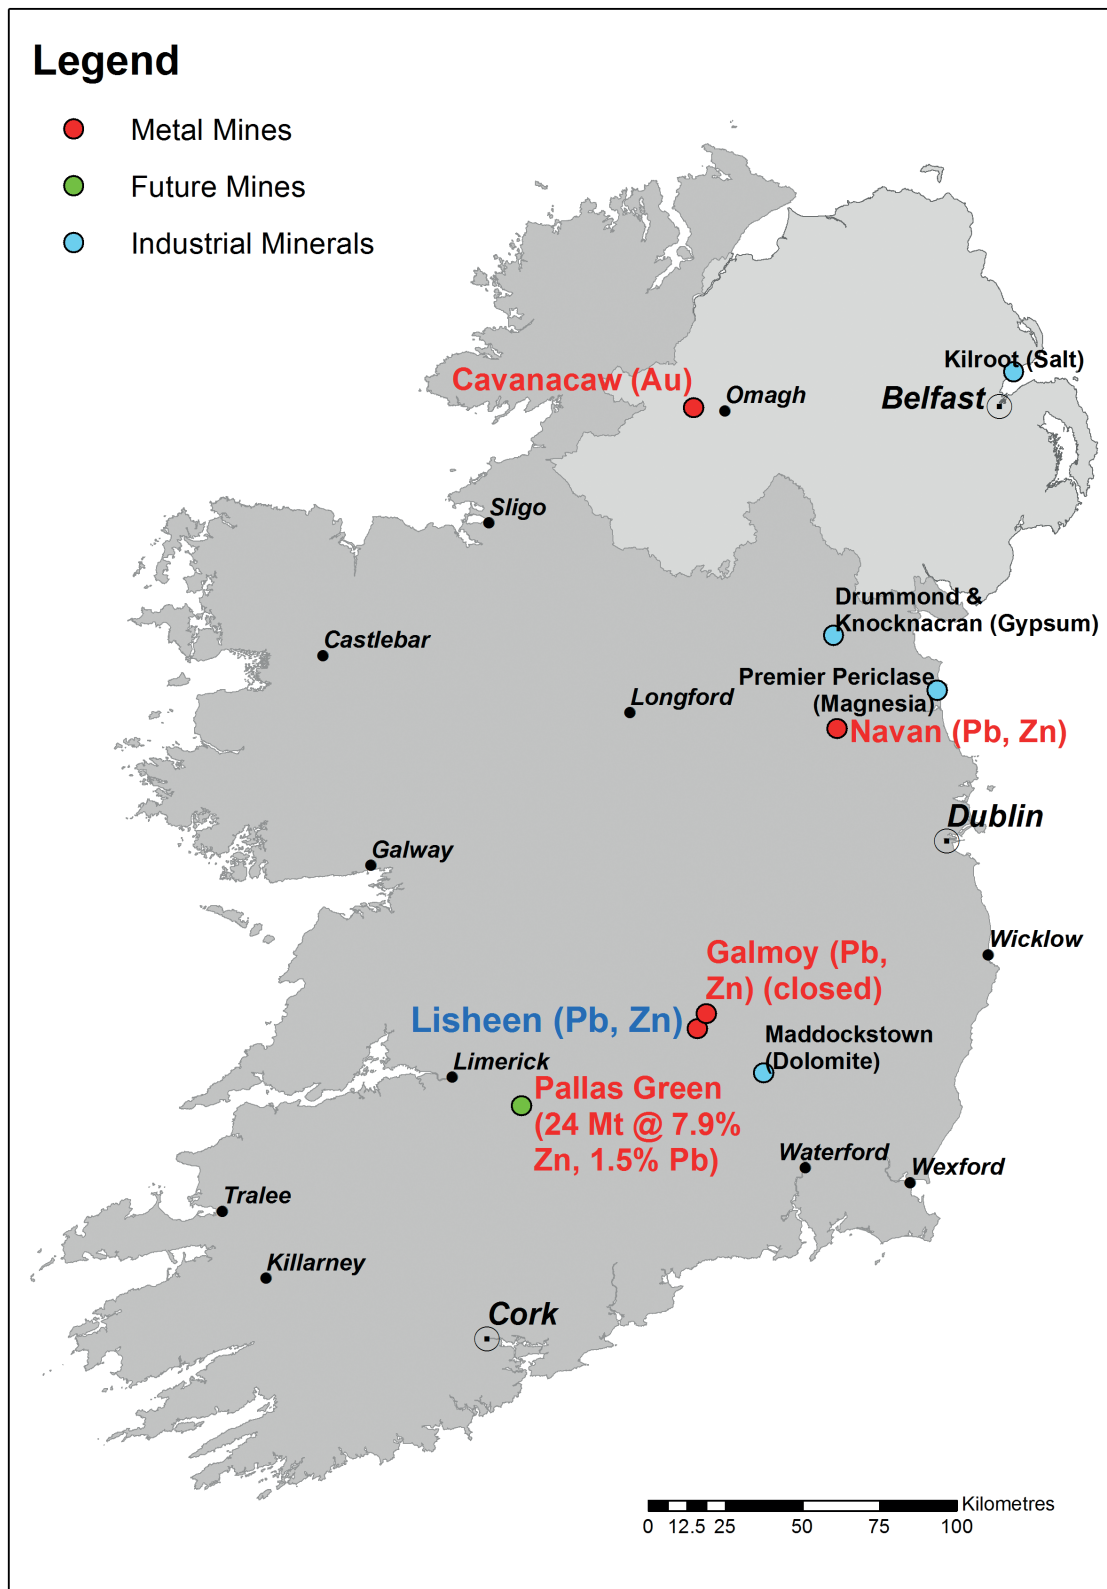 Legend
Metal Mines
Future Mines
Industrial Minerals
Kilroot (Salt)
Cavanacaw (Au)
Omagh
Belfast
Sligo
Drummond &
Knocknacran (Gypsum)
Castlebar
Premier Periclase
(Magnesia)
Longford
Navan (Pb, Zn)
Dublin
Galway
Wicklow
Galmoy (Pb,
Zn) (closed)
Lisheen (Pb, Zn)
Maddockstown
(Dolomite)
Limerick
Pallas Green
(24 Mt @ 7.9%
Zn, 1.5% Pb)
Waterford
Wexford
Tralee
Killarney
Cork
Kilometres
0 12.5 25 50 75 100